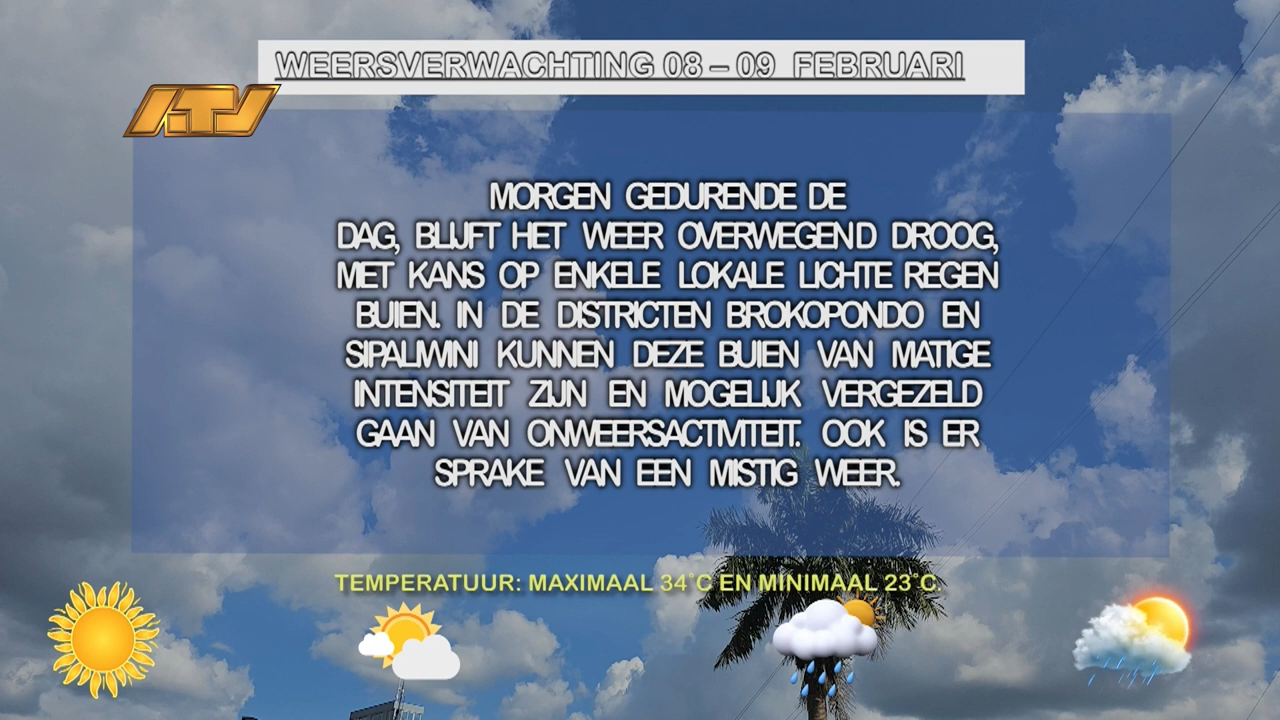 WEERSVERWACHTING 08 – 09 FEBRUARI
ATV
MORGEN GEDURENDE DE
DAG, BLIJFT HET WEER OVERWEGEND DROOG,
MET KANS OP ENKELE LOKALE LICHTE REGEN
BUIEN. IN DE DISTRICTEN BROKOPONDO EN
SIPALIWINI KUNNEN DEZE BUIEN VAN MATIGE
INTENSITEIT ZIJN EN MOGELIJK VERGEZELD
GAAN VAN ONWEERSACTIVITEIT. OOK IS ER
SPRAKE VAN EEN MISTIG WEER.
TEMPERATUUR: MAXIMAAL 34°C EN MINIMAAL 23°C.